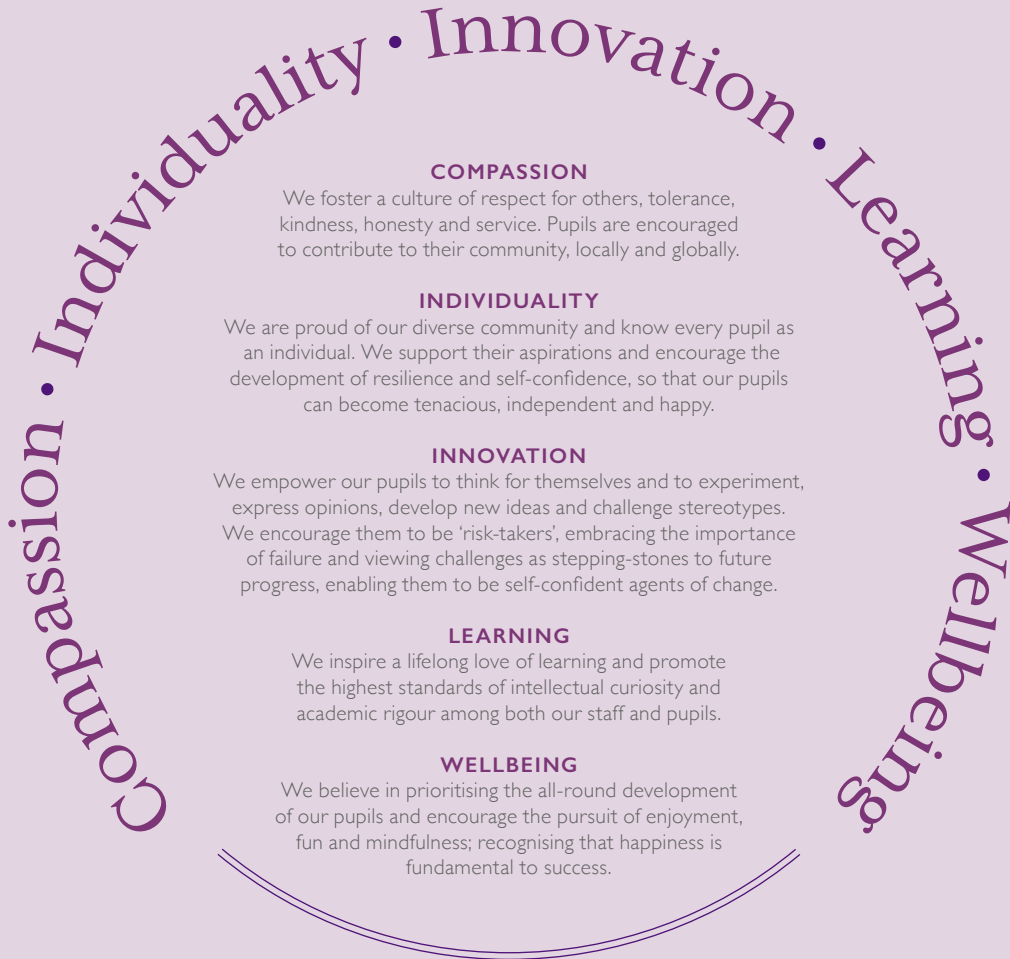 Compassion · Individuality · Innovation · Learning · Wellbeing
COMPASSION
We foster a culture of respect for others, tolerance,
kindness, honesty and service. Pupils are encouraged
to contribute to their community, locally and globally.
INDIVIDUALITY
We are proud of our diverse community and know every pupil as
an individual. We support their aspirations and encourage the
development of resilience and self-confidence, so that our pupils
can become tenacious, independent and happy.
INNOVATION
We empower our pupils to think for themselves and to experiment,
express opinions, develop new ideas and challenge stereotypes.
We encourage them to be ‘risk-takers’, embracing the importance
of failure and viewing challenges as stepping-stones to future
progress, enabling them to be self-confident agents of change.
LEARNING
We inspire a lifelong love of learning and promote
the highest standards of intellectual curiosity and
academic rigour among both our staff and pupils.
WELLBEING
We believe in prioritising the all-round development
of our pupils and encourage the pursuit of enjoyment,
fun and mindfulness; recognising that happiness is
fundamental to success.